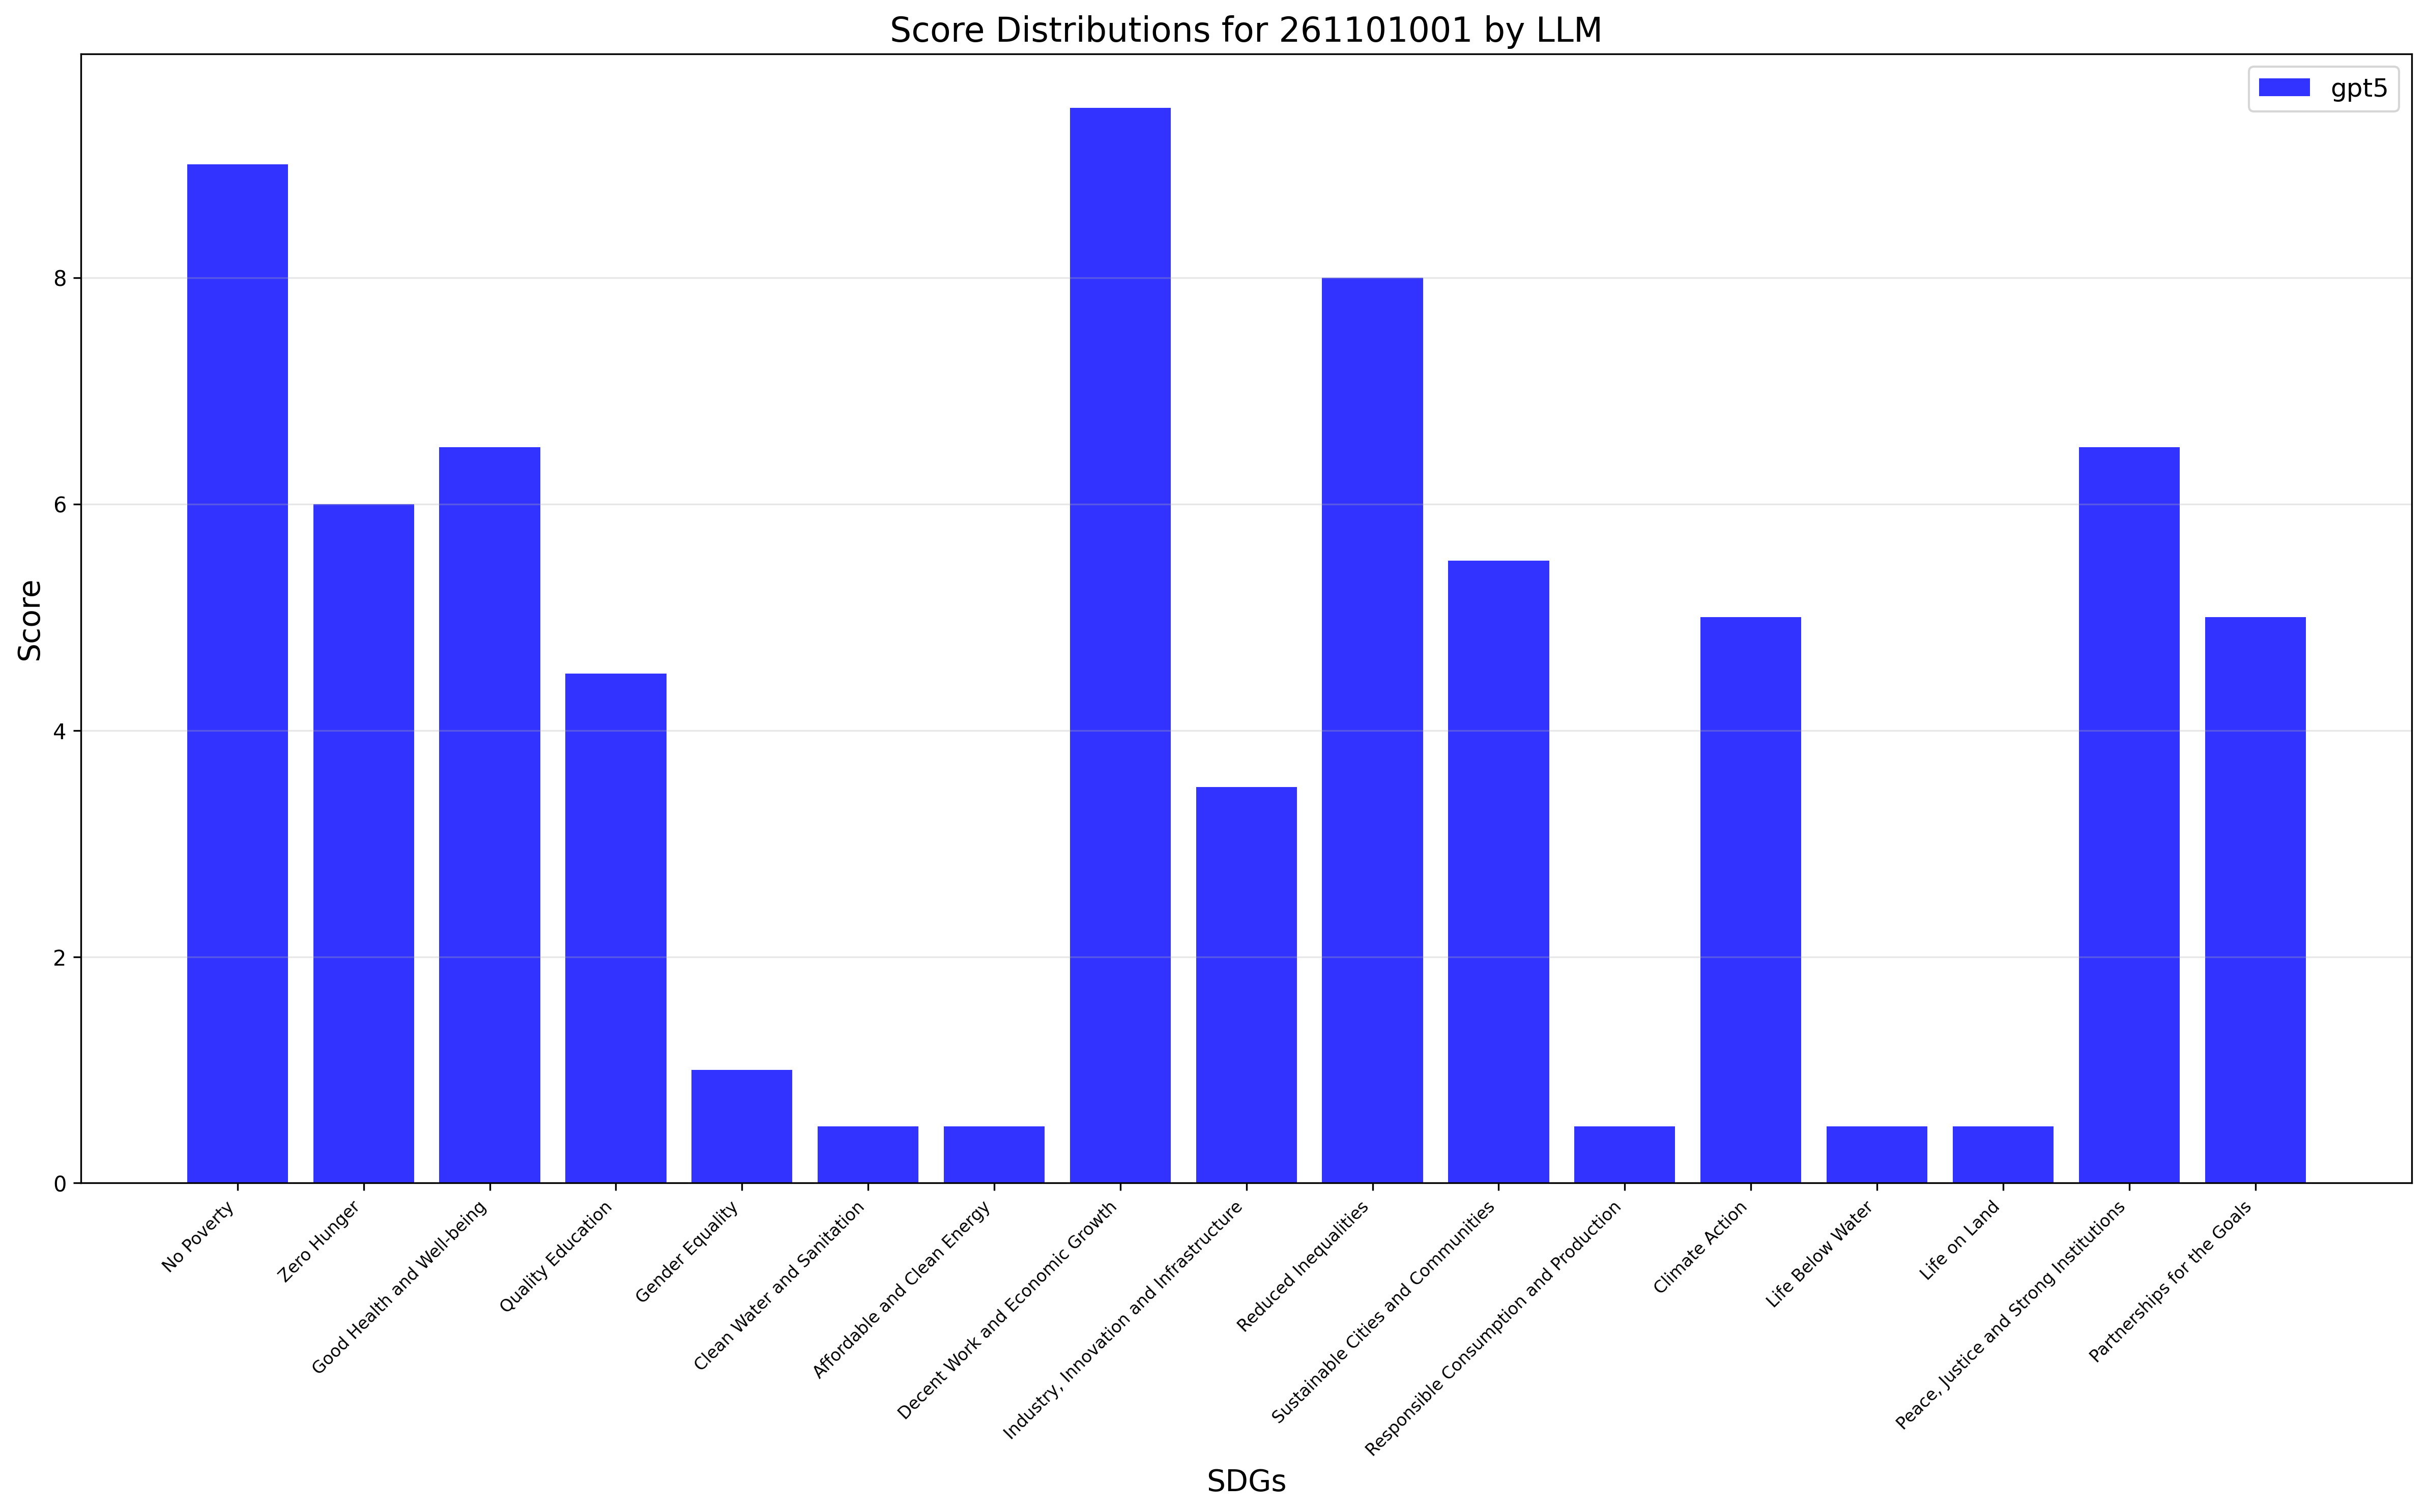 Score Distributions for 261101001 by LLM
gpt5
Score
8
6
4
2
0
No Poverty
Zero Hunger
Good Health and Well-being
Quality Education
Gender Equality
Clean Water and Sanitation
Affordable and Clean Energy
Decent Work and Economic Growth
Industry, Innovation and Infrastructure
Reduced Inequalities
Sustainable Cities and Communities
Responsible Consumption and Production
Climate Action
Life Below Water
Life on Land
Peace, Justice and Strong Institutions
Partnerships for the Goals
SDGs